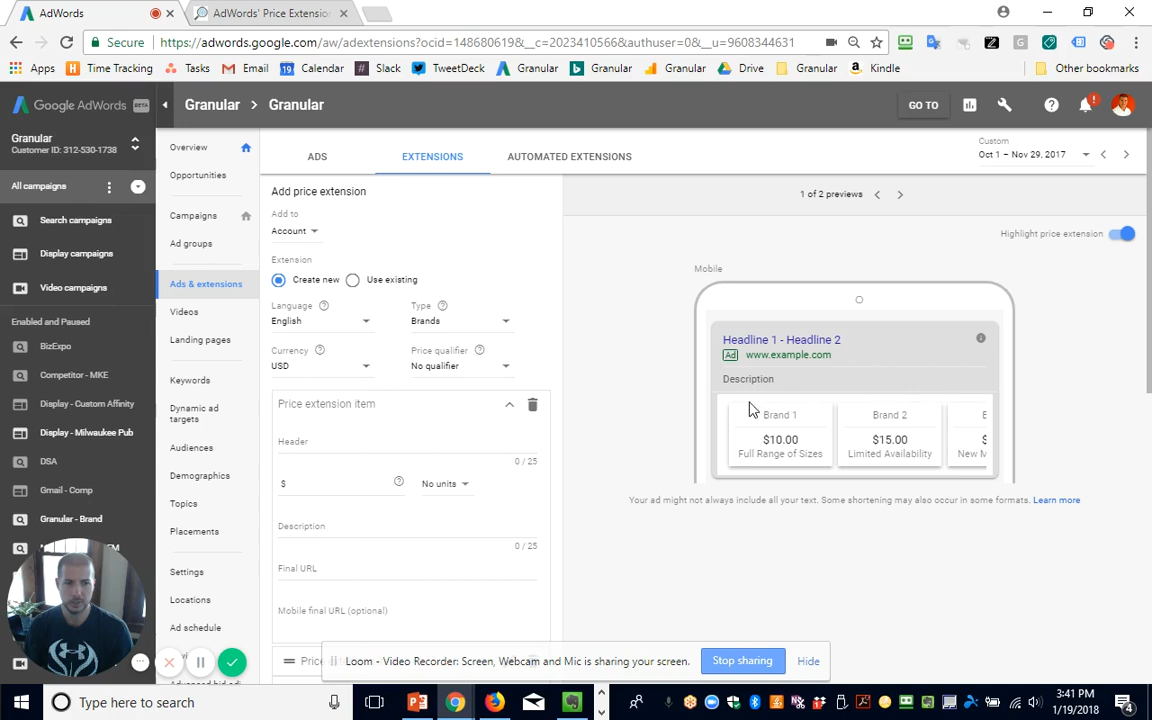 AdWords
AdWords' Price Extension
Secure
https://adwords.google.com/aw/adextensions?ocid=148680619&__c=2023410566&authuser=0&__u=9608344631
Apps
Time Tracking
Tasks
Email
Calendar
Slack
TweetDeck
Granular
Granular
Granular
Granular
Kindle
Other bookmarks
Google AdWords BETA
Granular > Granular
GO TO
Granular
Customer ID: 312-530-1738
All campaigns
Search campaigns
Display campaigns
Video campaigns
Enabled and Paused
BizExpo
Competitor - MKE
Display - Custom Affinity
Display - Milwaukee Pub
DSA
Gmail - Comp
Granular - Brand
Overview
Opportunities
Campaigns
Ad groups
Ads & extensions
Videos
Landing pages
Keywords
Dynamic ad
targets
Audiences
Demographics
Topics
Placements
Settings
Locations
Ad schedule
ADS
EXTENSIONS
AUTOMATED EXTENSIONS
Custom
Oct 1 – Nov 29, 2017
Add price extension
Add to
Account
Extension
Create new
Use existing
Language
Type
English
Brands
Currency
Price qualifier
USD
No qualifier
Price extension item
Header
0 / 25
$
No units
Description
0 / 25
Final URL
Mobile final URL (optional)
1 of 2 previews
Highlight price extension
Mobile
Headline 1 - Headline 2
Ad www.example.com
Description
Brand 1
$10.00
Full Range of Sizes
Brand 2
$15.00
Limited Availability
New M
Your ad might not always include all your text. Some shortening may also occur in some formats. Learn more
Loom - Video Recorder: Screen, Webcam and Mic is sharing your screen.
Stop sharing
Hide
Type here to search
3:41 PM
1/19/2018